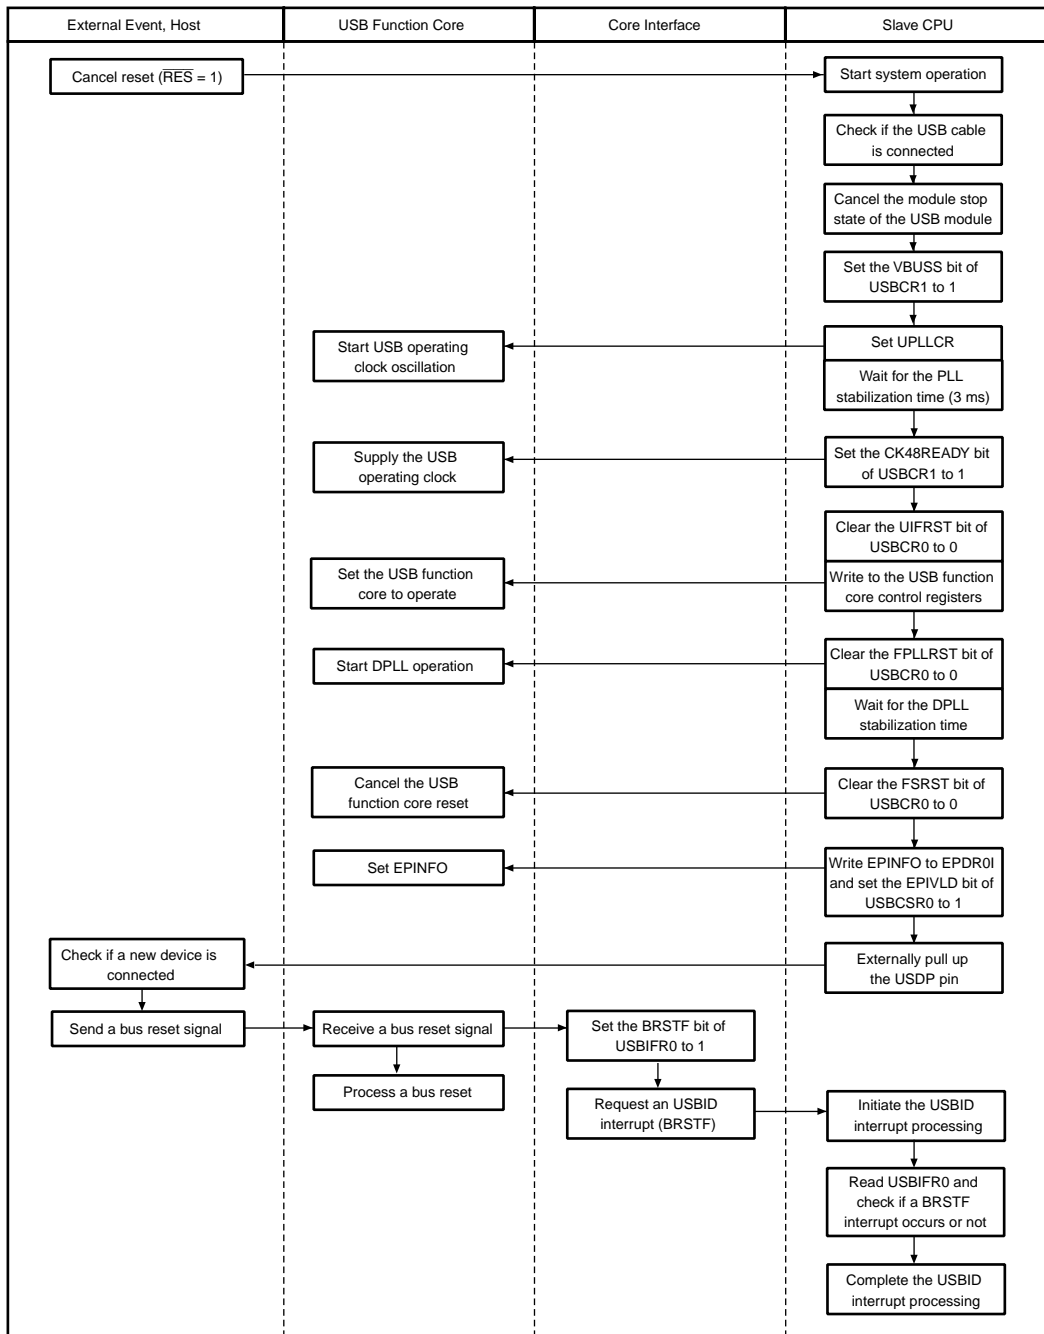 External Event, Host
USB Function Core
Core Interface
Slave CPU
Cancel reset (RES = 1)
Start system operation
Check if the USB cable
is connected
Cancel the module stop
state of the USB module
Set the VBUSS bit of
USBCR1 to 1
Start USB operating
clock oscillation
Set UPLLCR
Wait for the PLL
stabilization time (3 ms)
Supply the USB
operating clock
Set the CK48READY bit
of USBCR1 to 1
Clear the UIFRST bit of
USBCR0 to 0
Set the USB function
core to operate
Write to the USB function
core control registers
Start DPLL operation
Clear the FPLLRST bit of
USBCR0 to 0
Wait for the DPLL
stabilization time
Cancel the USB
function core reset
Clear the FSRST bit of
USBCR0 to 0
Set EPINFO
Write EPINFO to EPDR0I
and set the EPIVLD bit of
USBCSR0 to 1
Check if a new device is
connected
Externally pull up
the USDP pin
Send a bus reset signal
Receive a bus reset signal
Set the BRSTF bit of
USBIFR0 to 1
Process a bus reset
Request an USBID
interrupt (BRSTF)
Initiate the USBID
interrupt processing
Read USBIFR0 and
check if a BRSTF
interrupt occurs or not
Complete the USBID
interrupt processing